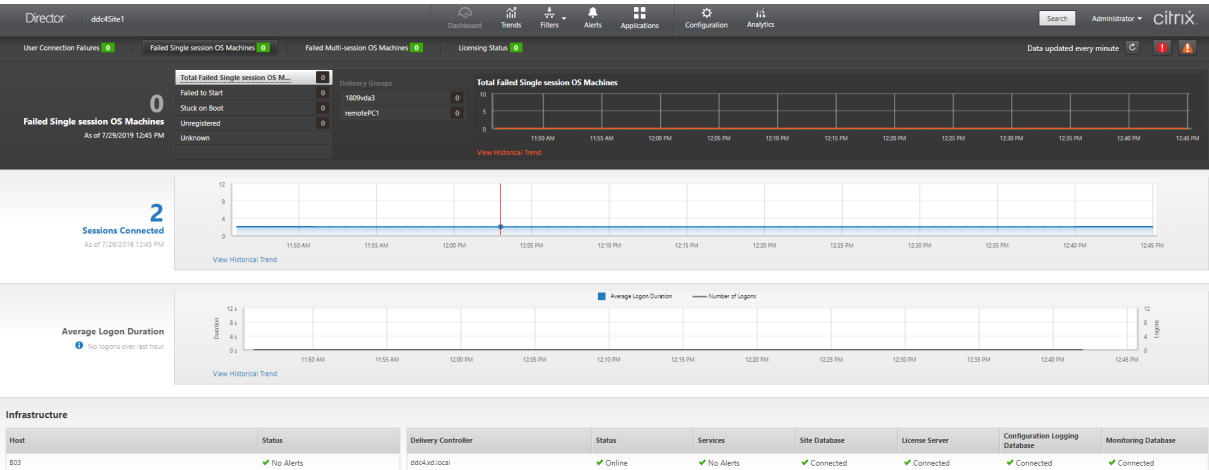 Director ddc4Site1 Dashboard Trends Filters Alerts Applications Configuration Analytics Search Administrator citrix
User Connection Failures 0 Failed Single session OS Machines 0 Failed Multi-session OS Machines 0 Licensing Status 0 Data updated every minute
0
Failed Single session OS Machines
As of 7/29/2019 12:45 PM
Total Failed Single session OS M... 0
Failed to Start 0
Stuck on Boot 0
Unregistered 0
Unknown
Delivery Groups
1809vda3 0
remotePC1 0
Total Failed Single session OS Machines
10
5
0
11:50 AM 11:55 AM 12:00 PM 12:05 PM 12:10 PM 12:15 PM 12:20 PM 12:25 PM 12:30 PM 12:35 PM 12:40 PM 12:45 PM
View Historical Trend
2
Sessions Connected
As of 7/29/2019 12:45 PM
12
8
4
0
11:50 AM 11:55 AM 12:00 PM 12:05 PM 12:10 PM 12:15 PM 12:20 PM 12:25 PM 12:30 PM 12:35 PM 12:40 PM 12:45 PM
View Historical Trend
Average Logon Duration
No logons over last hour
Average Logon Duration Number of Logons
Duration
12 s
8 s
4 s
0 s
12
8
4
0
Logons
11:50 AM 11:55 AM 12:00 PM 12:05 PM 12:10 PM 12:15 PM 12:20 PM 12:25 PM 12:30 PM 12:35 PM 12:40 PM 12:45 PM
View Historical Trend
Infrastructure
Host Status
B03 No Alerts
Delivery Controller Status Services Site Database License Server Configuration Logging Database Monitoring Database
ddc4.xd.local Online No Alerts Connected Connected Connected Connected